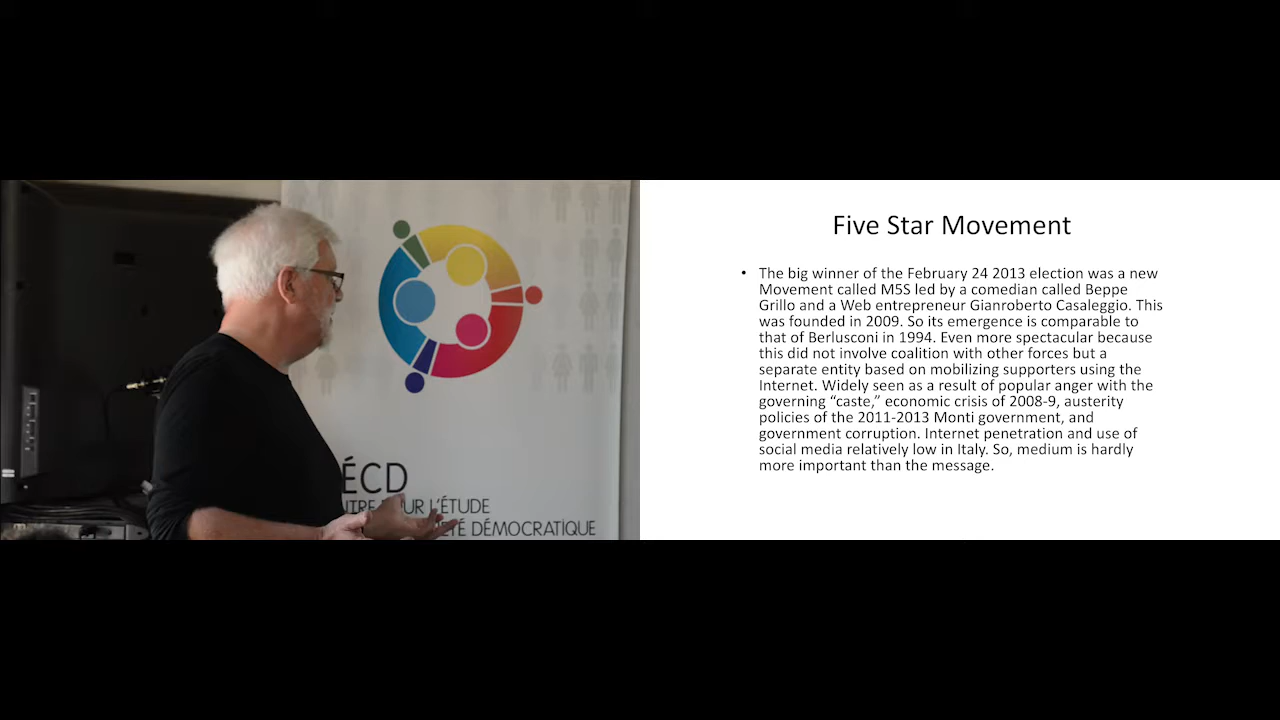 ÉCD
UR L'ÉTUDE
DÉMOCRATIQUE
Five Star Movement
• The big winner of the February 24 2013 election was a new
Movement called M5S led by a comedian called Beppe
Grillo and a Web entrepreneur Gianroberto Casaleggio. This
was founded in 2009. So its emergence is comparable to
that of Berlusconi in 1994. Even more spectacular because
this did not involve coalition with other forces but a
separate entity based on mobilizing supporters using the
Internet. Widely seen as a result of popular anger with the
governing “caste,” economic crisis of 2008-9, austerity
policies of the 2011-2013 Monti government, and
government corruption. Internet penetration and use of
social media relatively low in Italy. So, medium is hardly
more important than the message.